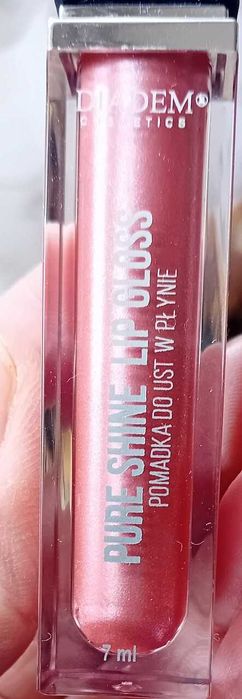 DIADEM
COSMETICS
PURE SHINE LIP GLOSS
POMADKA DO UST W PŁYNIE
7 ml